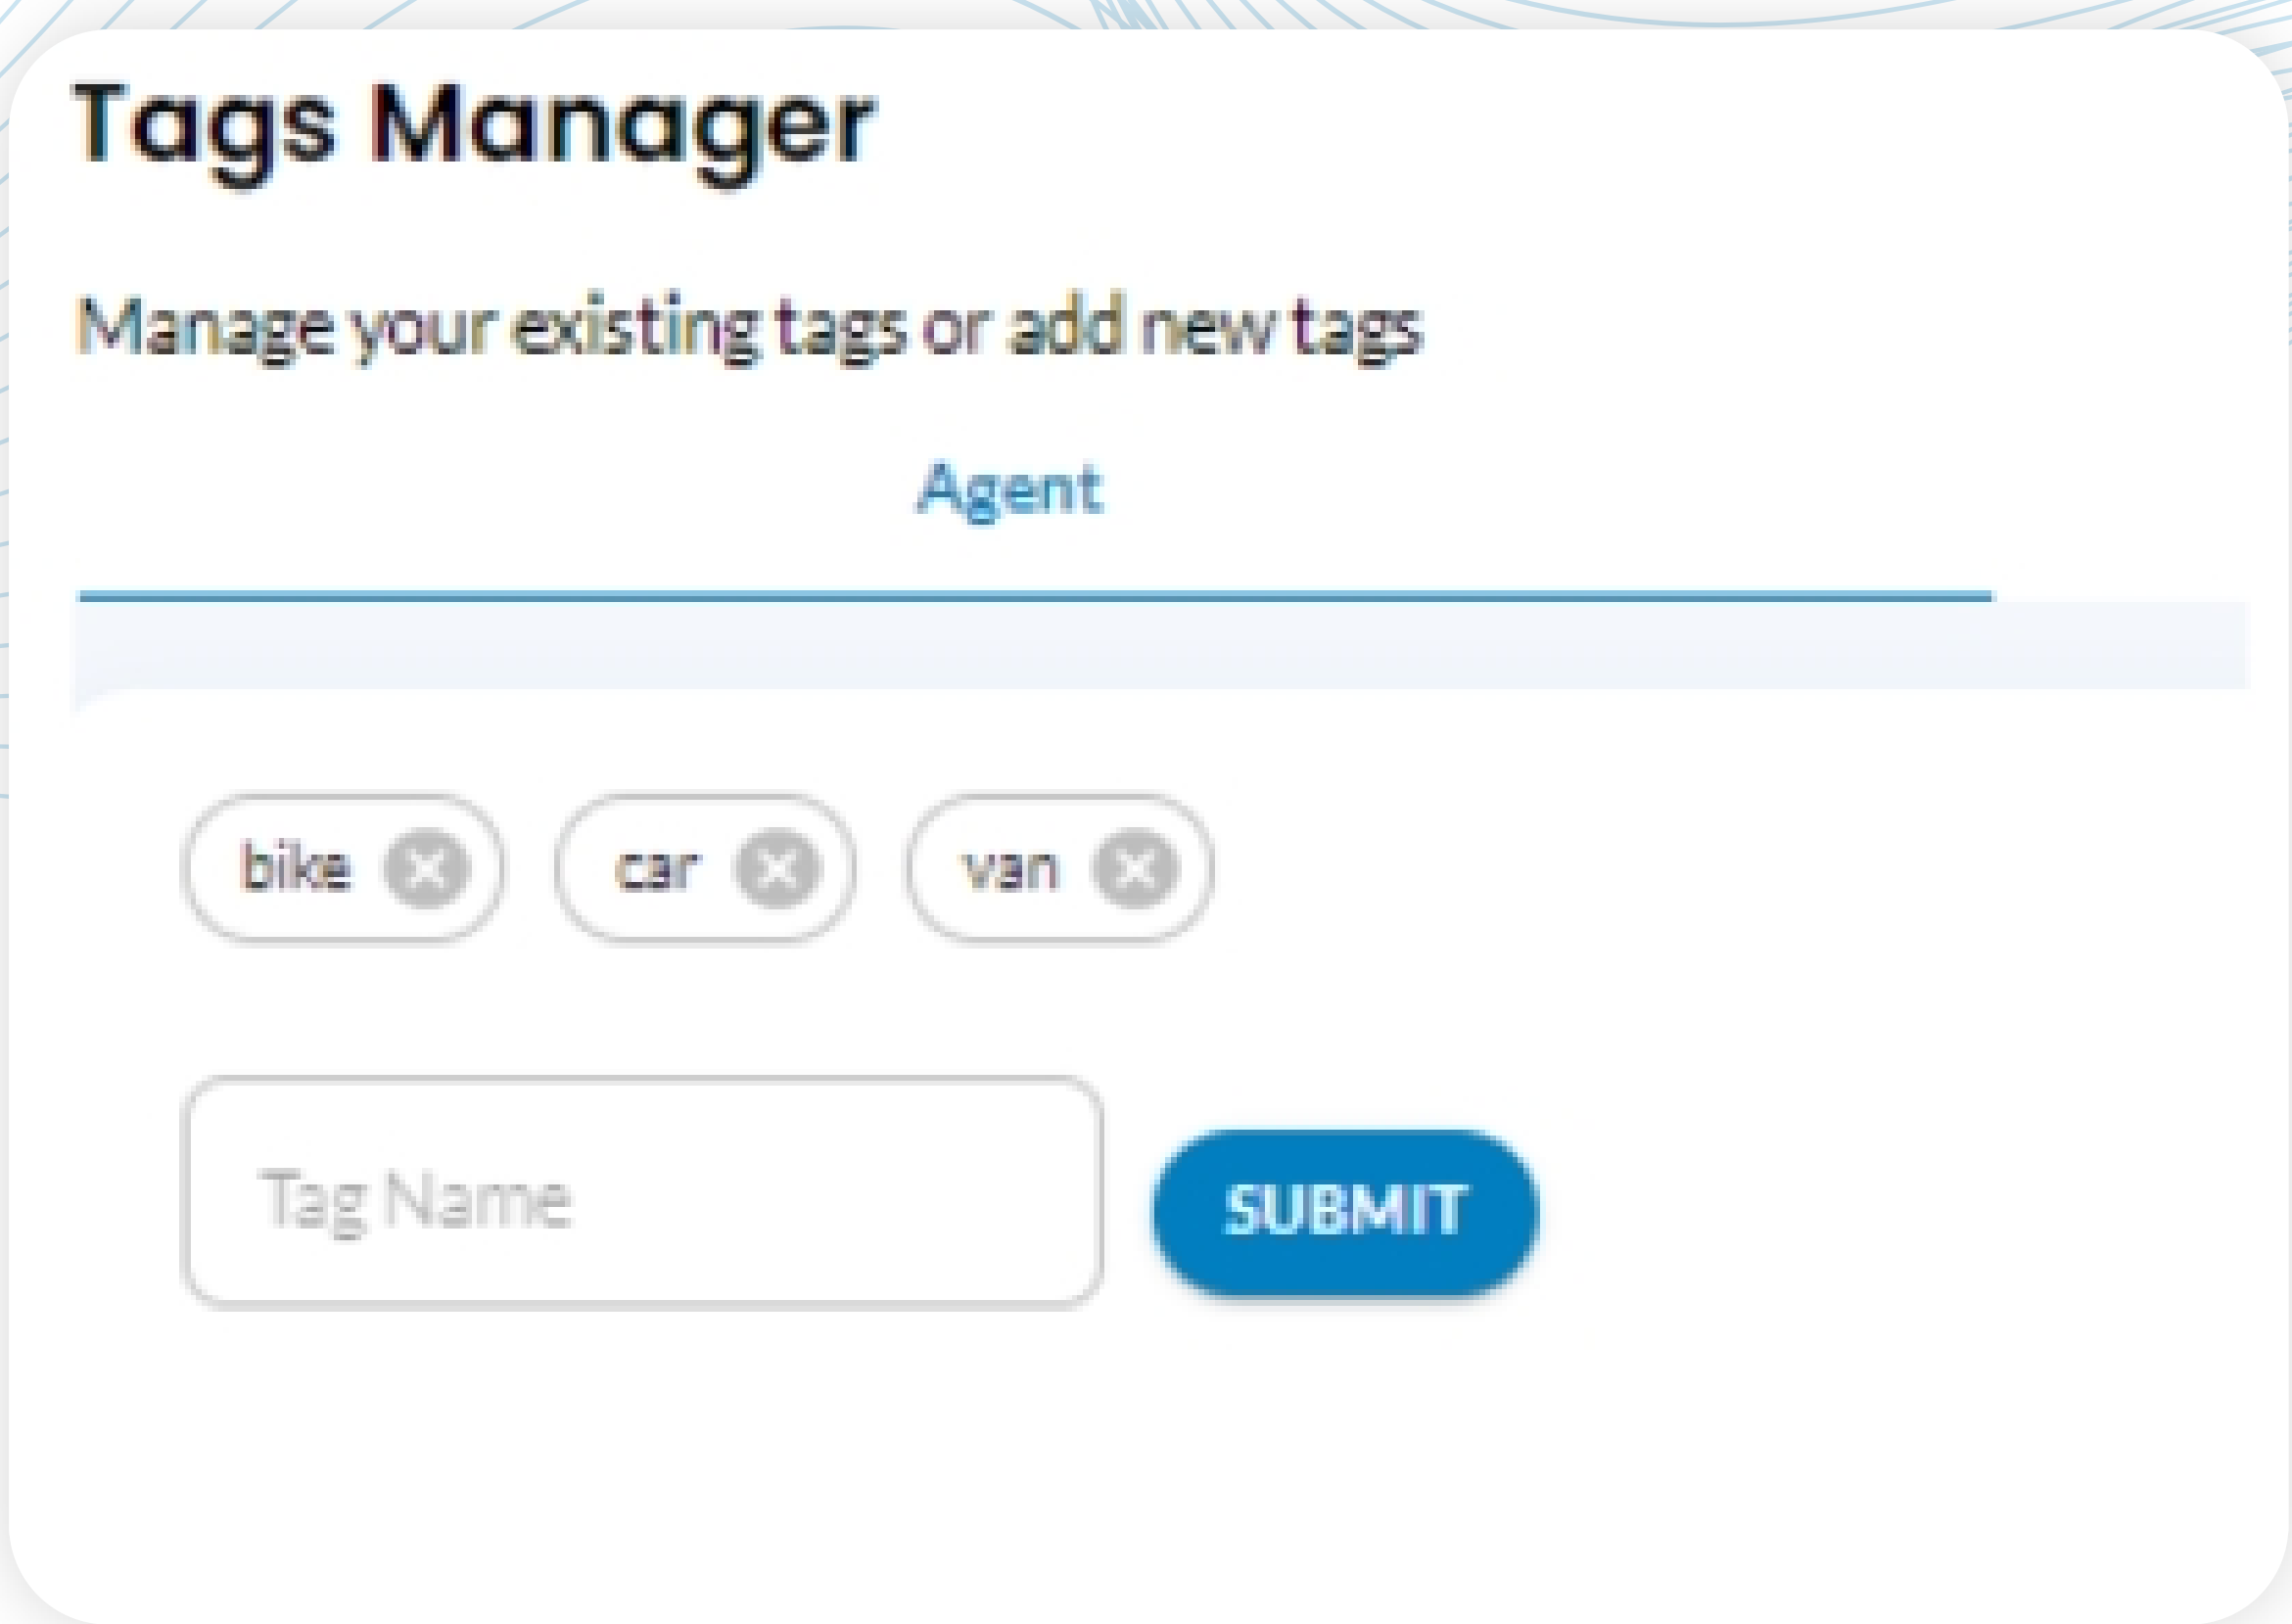 Tags Manager
Manage your existing tags or add new tags
Agent
bike car van
Tag Name SUBMIT